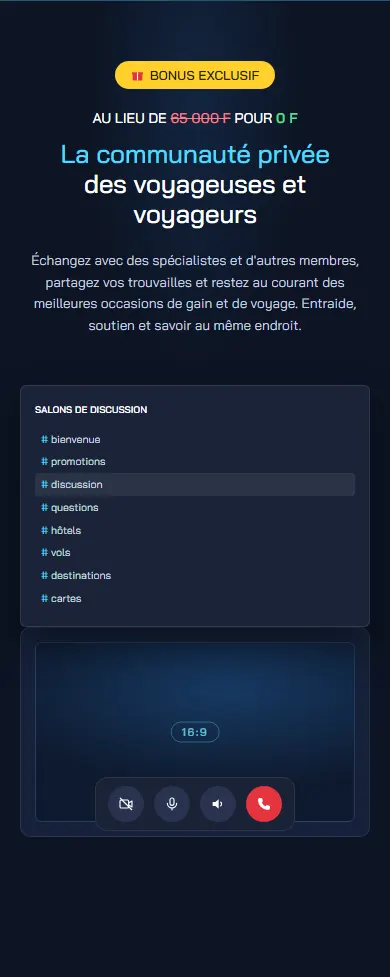 BONUS EXCLUSIF
AU LIEU DE 65 000 F POUR 0 F
La communauté privée
des voyageuses et
voyageurs
Échangez avec des spécialistes et d'autres membres,
partagez vos trouvailles et restez au courant des
meilleures occasions de gain et de voyage. Entraide,
soutien et savoir au même endroit.
SALONS DE DISCUSSION
# bienvenue
# promotions
# discussion
# questions
# hôtels
# vols
# destinations
# cartes
16:9